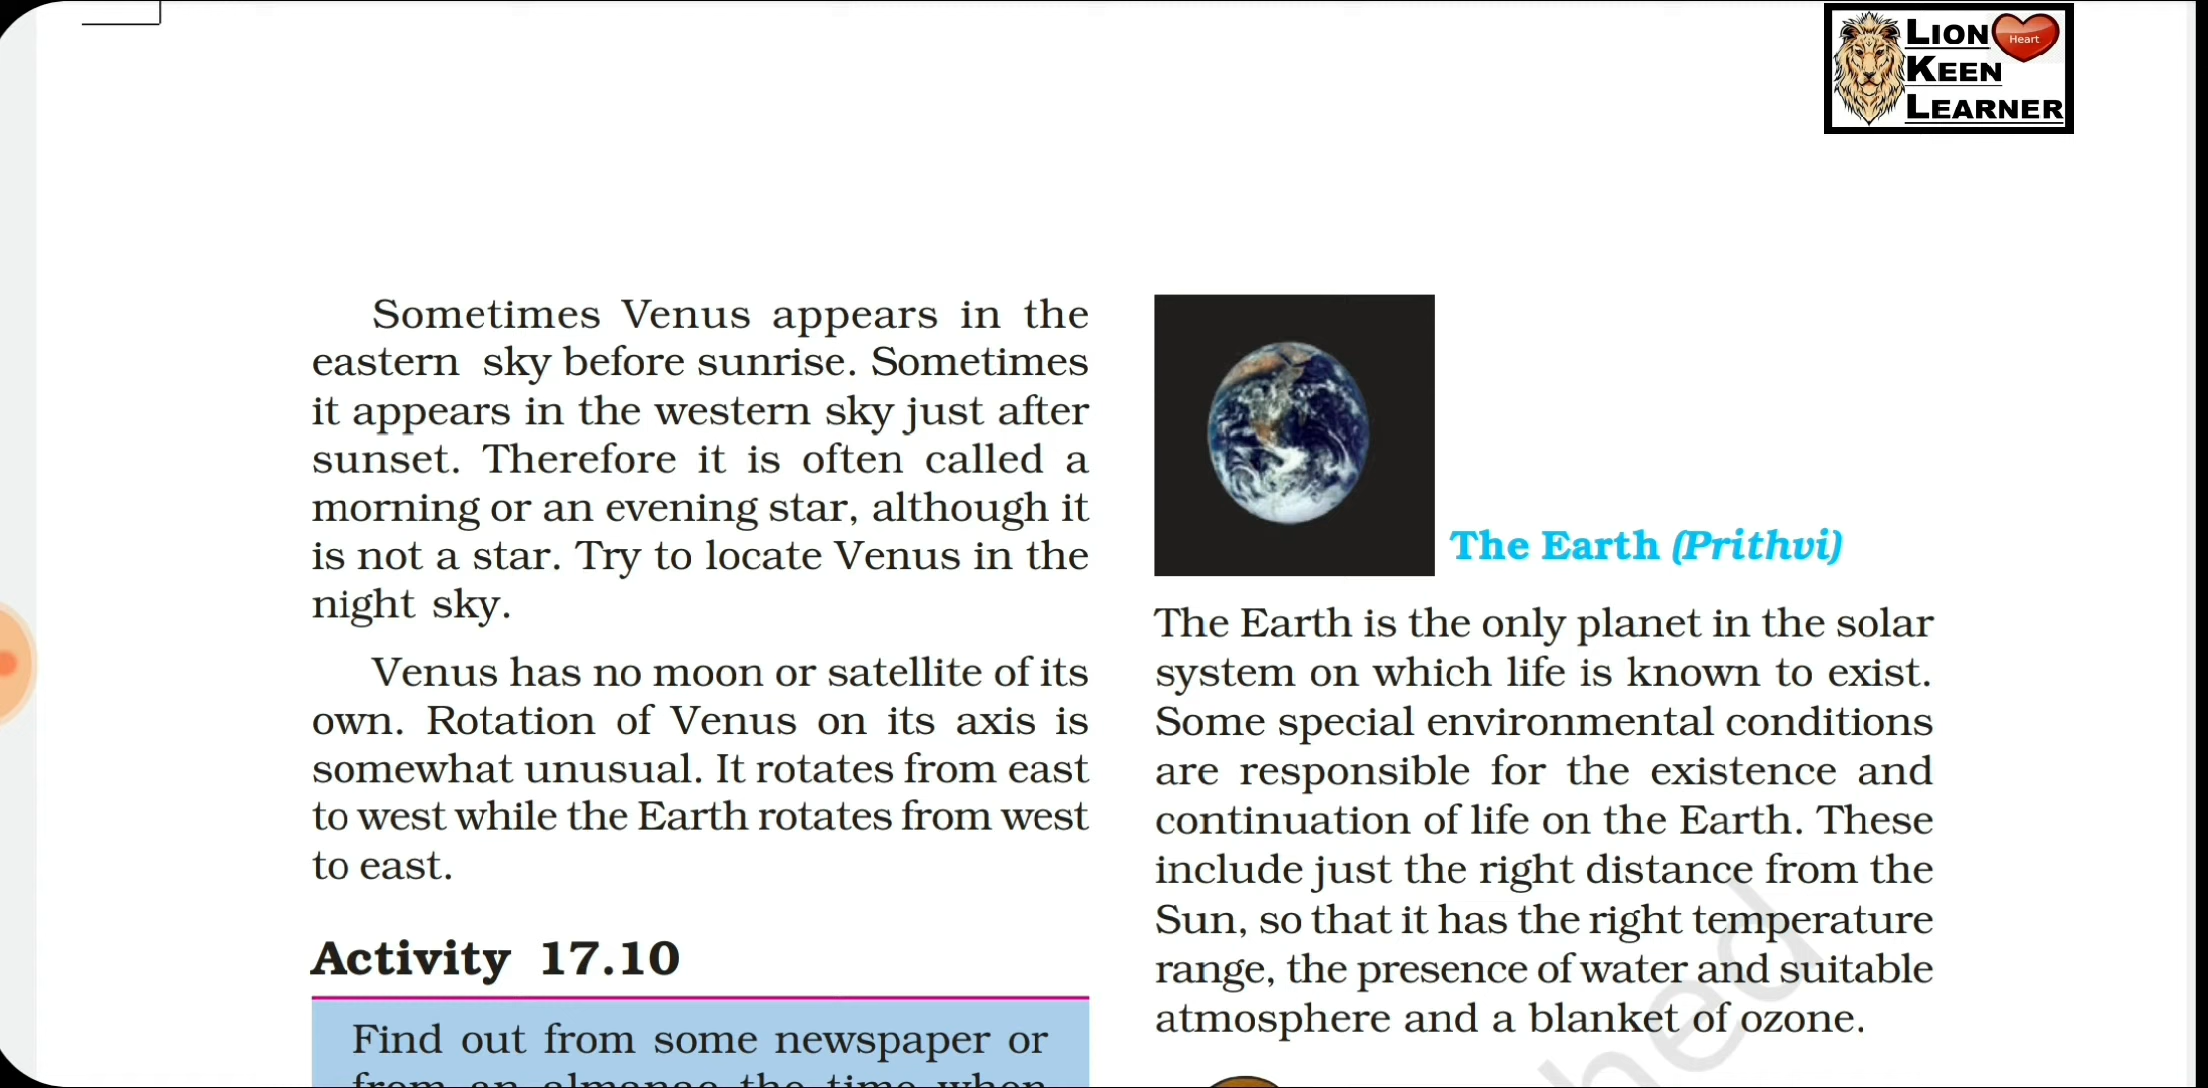 LION Heart
KEEN
LEARNER
Sometimes Venus appears in the
eastern sky before sunrise. Sometimes
it appears in the western sky just after
sunset. Therefore it is often called a
morning or an evening star, although it
is not a star. Try to locate Venus in the
night sky.
Venus has no moon or satellite of its
own. Rotation of Venus on its axis is
somewhat unusual. It rotates from east
to west while the Earth rotates from west
to east.
Activity 17.10
Find out from some newspaper or
from an almanac the time when
The Earth (Prithvi)
The Earth is the only planet in the solar
system on which life is known to exist.
Some special environmental conditions
are responsible for the existence and
continuation of life on the Earth. These
include just the right distance from the
Sun, so that it has the right temperature
range, the presence of water and suitable
atmosphere and a blanket of ozone.
hed